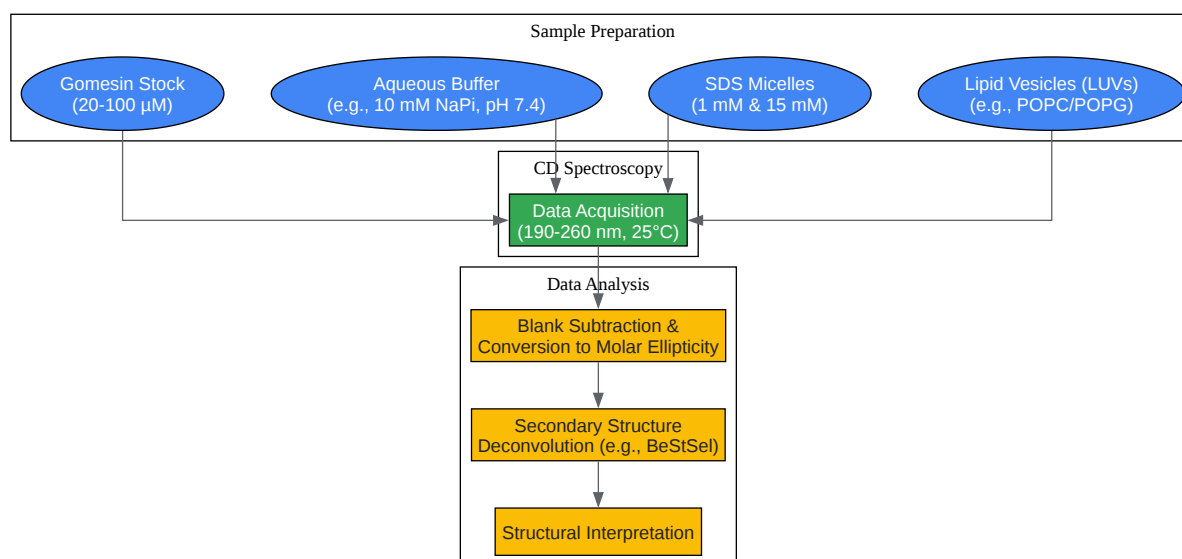 Sample Preparation
Gomesin Stock
(20-100 µM)
Aqueous Buffer
(e.g., 10 mM NaPi, pH 7.4)
SDS Micelles
(1 mM & 15 mM)
Lipid Vesicles (LUVs)
(e.g., POPC/POPG)
CD Spectroscopy
Data Acquisition
(190-260 nm, 25°C)
Data Analysis
Blank Subtraction &
Conversion to Molar Ellipticity
Secondary Structure
Deconvolution (e.g., BeStSel)
Structural Interpretation